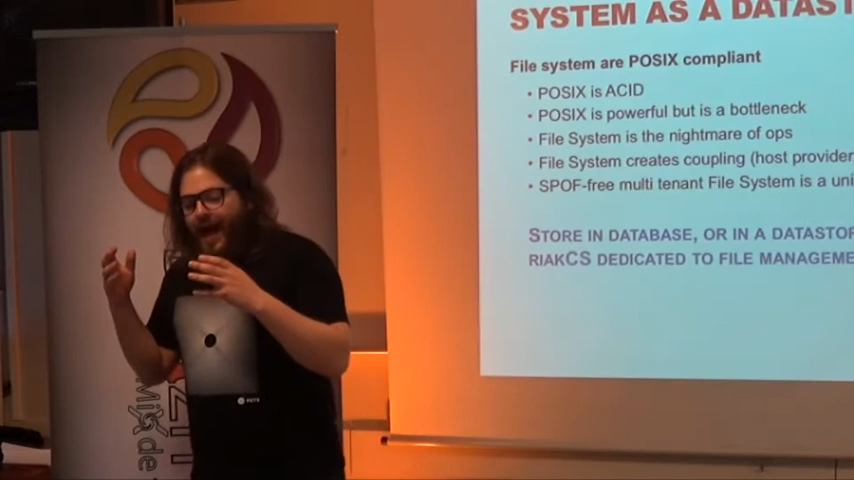 SYSTEM AS A DATAST
File system are POSIX compliant
• POSIX is ACID
• POSIX is powerful but is a bottleneck
• File System is the nightmare of ops
• File System creates coupling (host provider
• SPOF-free multi tenant File System is a uni
STORE IN DATABASE, OR IN A DATASTOR
RIAKCS DEDICATED TO FILE MANAGEME
Mix de